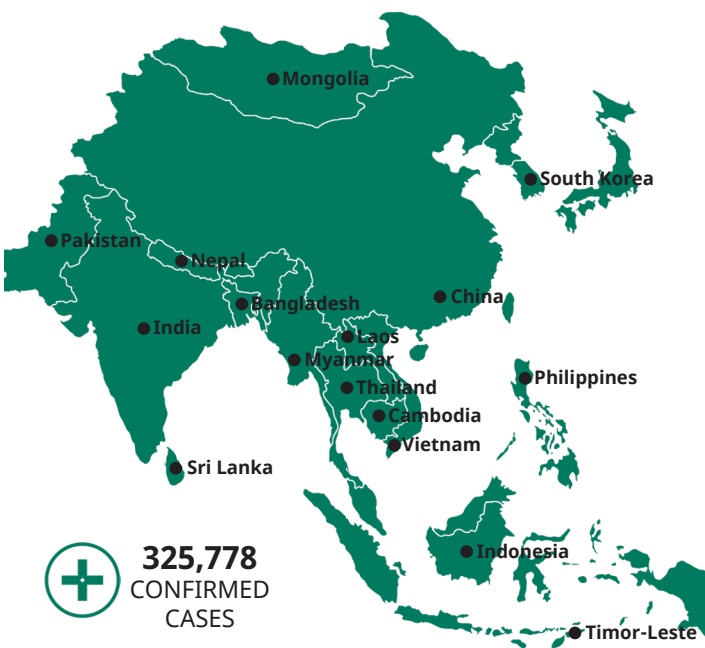 Mongolia
South Korea
Pakistan
Nepal
China
Bangladesh
India
Laos
Myanmar
Philippines
Thailand
Cambodia
Vietnam
Sri Lanka
325,778
CONFIRMED
CASES
Indonesia
Timor-Leste